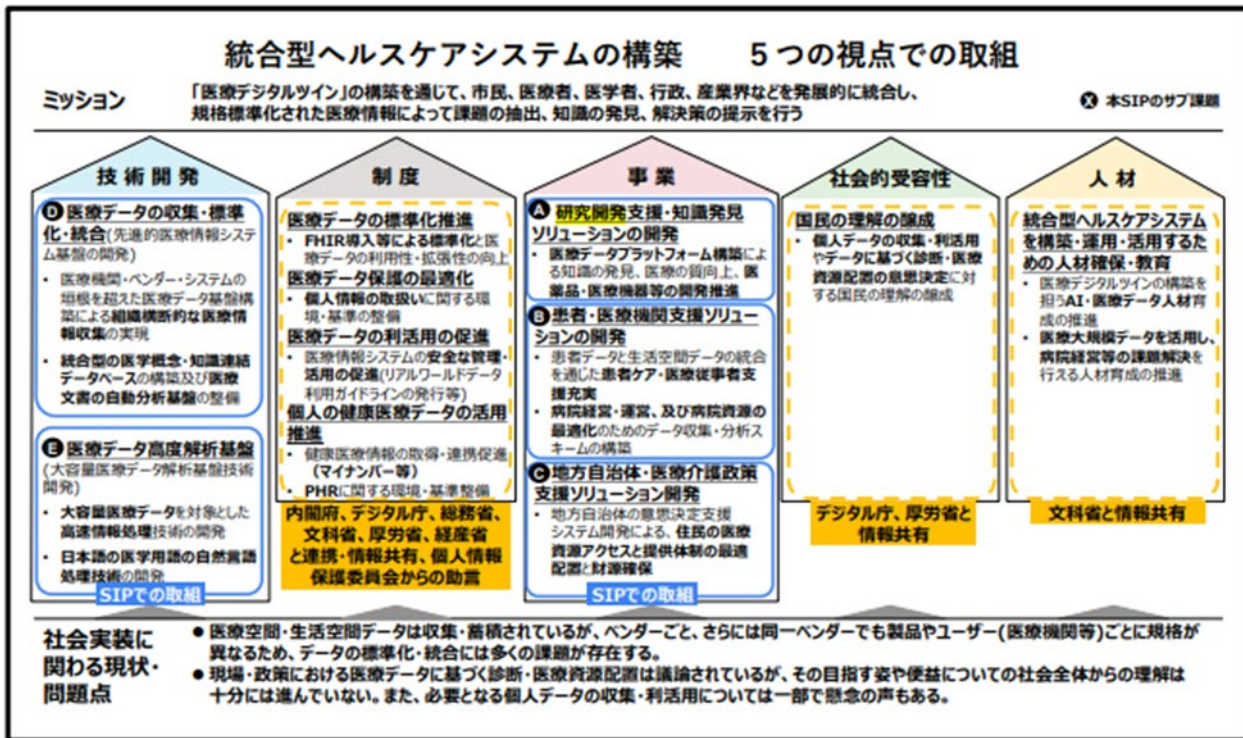 統合型ヘルスケアシステムの構築　　5つの視点での取組
ミッション
「医療デジタルツイン」の構築を通じて、市民、医療者、医学者、行政、産業界などを発展的に統合し、
規格標準化された医療情報によって課題の抽出、知識の発見、解決策の提示を行う
X 本SIPのサブ課題
技術開発
D 医療データの収集・標準
化・統合(先進的医療情報システ
ム基盤の開発)
• 医療機関・ベンダー・システムの
垣根を超えた医療データ基盤構
築による組織横断的な医療情
報収集の実現
• 統合型の医学概念・知識連結
データベースの構築及び医療
文書の自動分析基盤の整備
E 医療データ高度解析基盤
(大容量医療データ解析基盤技術
開発)
• 大容量医療データを対象とした
高速情報処理技術の開発
• 日本語の医学用語の自然言語
処理技術の開発
SIPでの取組
制度
医療データの標準化推進
• FHIR導入等による標準化と医
療データの利用性・拡張性の向上
医療データ保護の最適化
• 個人情報の取扱いに関する環
境・基準の整備
医療データの利活用の促進
• 医療情報システムの安全な管理・
活用の促進(リアルワールドデータ
利用ガイドラインの発行等)
個人の健康医療データの活用
推進
• 健康医療情報の取得・連携促進
(マイナンバー等)
• PHRに関する環境・基準整備
内閣府、デジタル庁、総務省、
文科省、厚労省、経産省
と連携・情報共有、個人情報
保護委員会からの助言
事業
A 研究開発支援・知識発見
ソリューションの開発
• 医療データプラットフォーム構築によ
る知識の発見、医療の質向上、医
薬品・医療機器等の開発推進
B 患者・医療機関支援ソリュー
ションの開発
• 患者データと生活空間データの統合
を通じた患者ケア・医療従事者支
援充実
• 病院経営・運営、及び病院資源の
最適化のためのデータ収集・分析ス
キームの構築
C 地方自治体・医療介護政策
支援ソリューション開発
• 地方自治体の意思決定支援
システム開発による、住民の医療
資源アクセスと提供体制の最適
配置と財源確保
SIPでの取組
社会的受容性
国民の理解の醸成
• 個人データの収集・利活用
やデータに基づく診断・医療
資源配置の意思決定に対
する国民の理解の醸成
デジタル庁、厚労省と
情報共有
人材
統合型ヘルスケアシステム
を構築・運用・活用するた
めの人材確保・教育
• 医療デジタルツインの構築を
担うAI・医療データ人材育
成の推進
• 医療大規模データを活用し、
病院経営等の課題解決を
行える人材育成の推進
文科省と情報共有
社会実装に
関わる現状・
問題点
● 医療空間・生活空間データは収集・蓄積されているが、ベンダーごと、さらには同一ベンダーでも製品やユーザー(医療機関等)ごとに規格が
異なるため、データの標準化・統合には多くの課題が存在する。
● 現場・政策における医療データに基づく診断・医療資源配置は議論されているが、その目指す姿や便益についての社会全体からの理解は
十分には進んでいない。また、必要となる個人データの収集・利活用については一部で懸念の声もある。